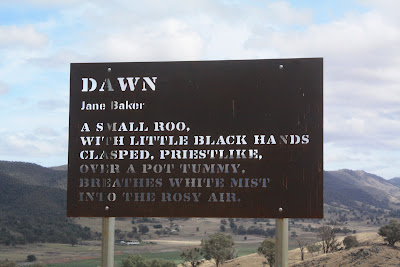 DAWN
Jane Baker
A SMALL ROO,
WITH LITTLE BLACK HANDS
CLASPED, PRIESTLIKE,
OVER A POT TUMMY,
BREATHES WHITE MIST
INTO THE ROSY AIR.